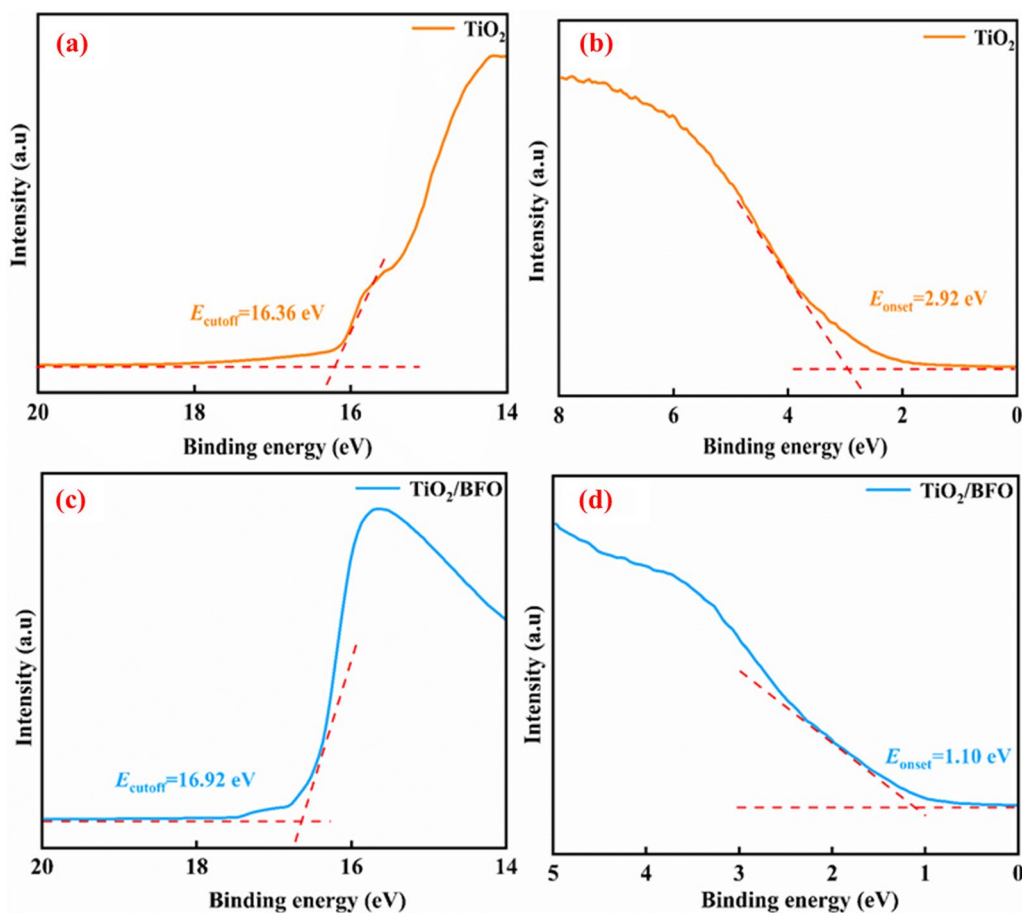 (a)
TiO2
Intensity (a.u)
Ecutoff=16.36 eV
20 18 16 14
Binding energy (eV)
(b)
TiO2
Intensity (a.u)
Eonset=2.92 eV
8 6 4 2 0
Binding energy (eV)
(c)
TiO2/BFO
Intensity (a.u)
Ecutoff=16.92 eV
20 18 16 14
Binding energy (eV)
(d)
TiO2/BFO
Intensity (a.u)
Eonset=1.10 eV
5 4 3 2 1 0
Binding energy (eV)